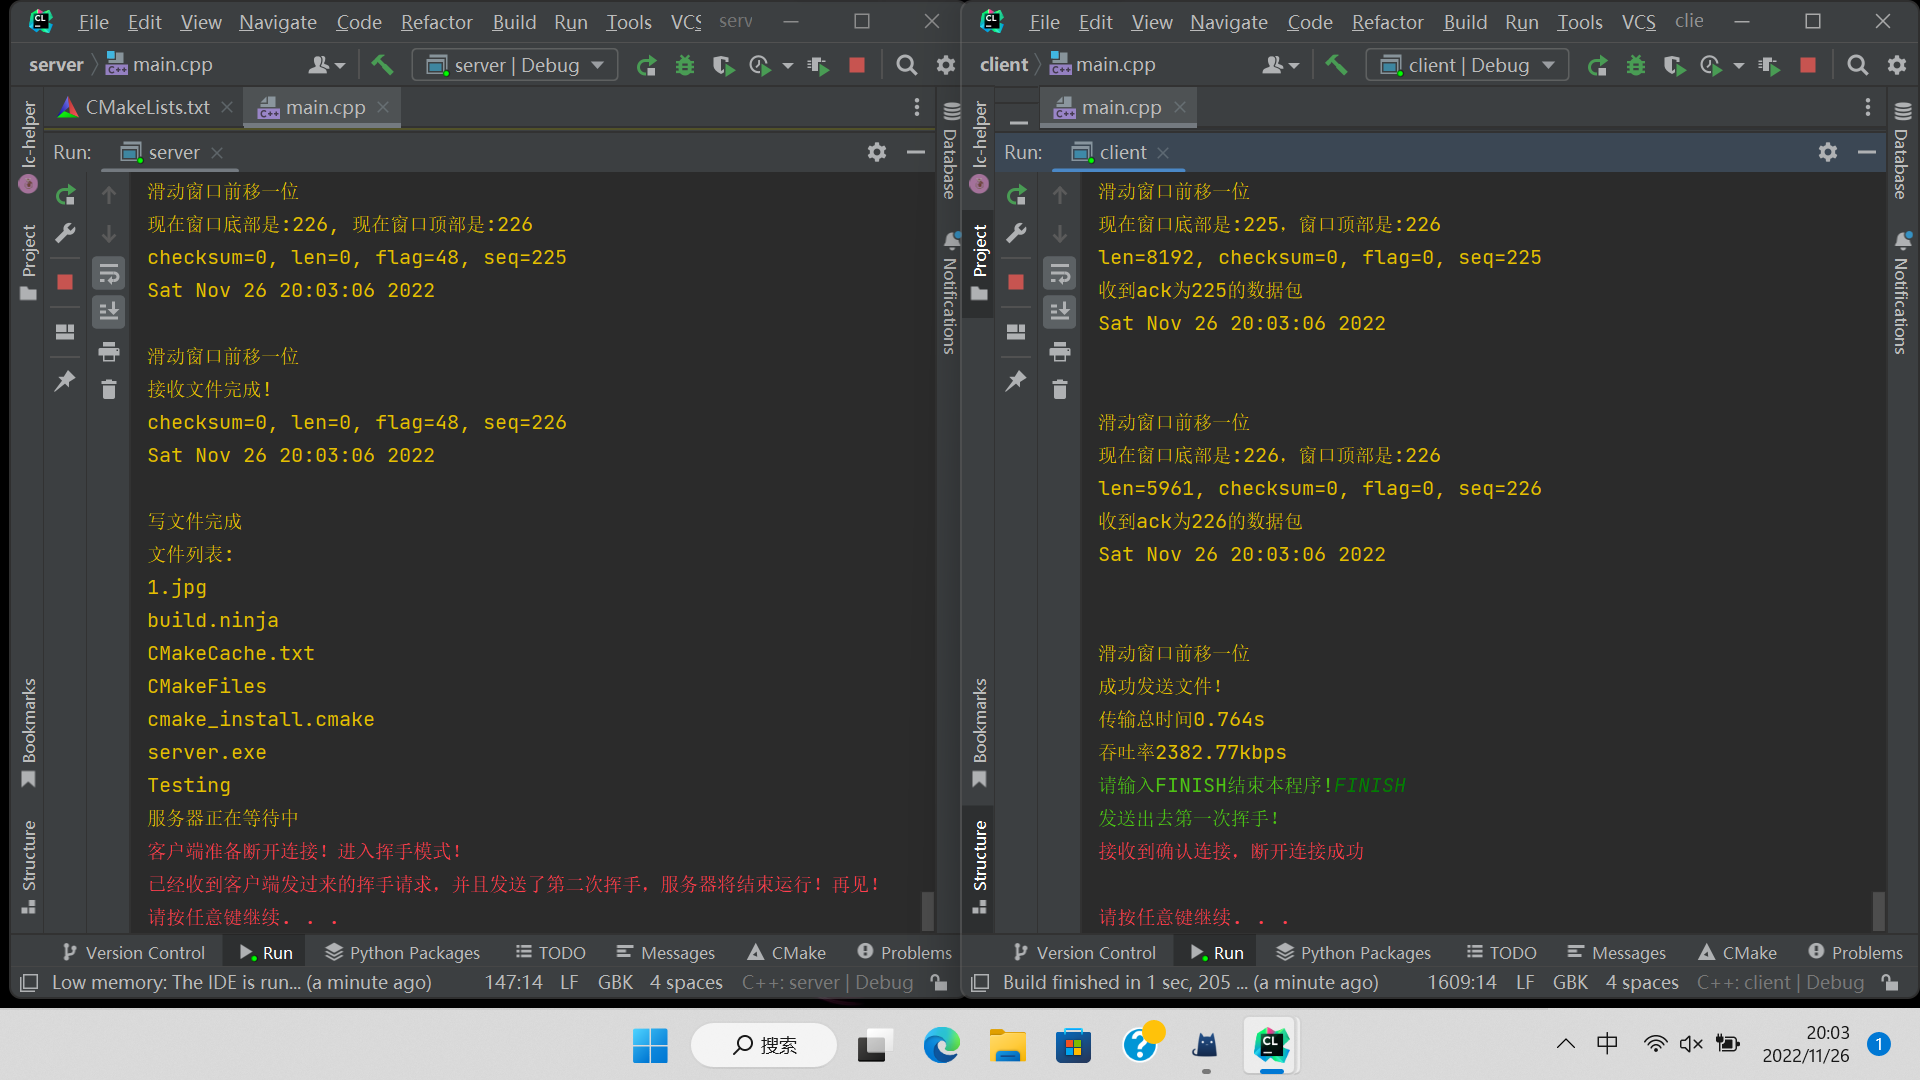 File Edit View Navigate Code Refactor Build Run Tools VCS serv
server main.cpp server | Debug
CMakeLists.txt main.cpp
Run: server
lc-helper
Project
Bookmarks
Structure
Database
Notifications
滑动窗口前移一位
现在窗口底部是:226, 现在窗口顶部是:226
checksum=0, len=0, flag=48, seq=225
Sat Nov 26 20:03:06 2022
滑动窗口前移一位
接收文件完成!
checksum=0, len=0, flag=48, seq=226
Sat Nov 26 20:03:06 2022
写文件完成
文件列表:
1.jpg
build.ninja
CMakeCache.txt
CMakeFiles
cmake_install.cmake
server.exe
Testing
服务器正在等待中
客户端准备断开连接! 进入挥手模式!
已经收到客户端发过来的挥手请求，并且发送了第二次挥手，服务器将结束运行! 再见!
请按任意键继续. . .
Version Control Run Python Packages TODO Messages CMake Problems
Low memory: The IDE is run... (a minute ago) 147:14 LF GBK 4 spaces C++: server | Debug
File Edit View Navigate Code Refactor Build Run Tools VCS clie
client main.cpp client | Debug
main.cpp
Run: client
lc-helper
Project
Bookmarks
Structure
Database
Notifications
滑动窗口前移一位
现在窗口底部是:225，窗口顶部是:226
len=8192, checksum=0, flag=0, seq=225
收到ack为225的数据包
Sat Nov 26 20:03:06 2022
滑动窗口前移一位
现在窗口底部是:226，窗口顶部是:226
len=5961, checksum=0, flag=0, seq=226
收到ack为226的数据包
Sat Nov 26 20:03:06 2022
滑动窗口前移一位
成功发送文件!
传输总时间0.764s
吞吐率2382.77kbps
请输入FINISH结束本程序!FINISH
发送出去第一次挥手!
接收到确认连接，断开连接成功
请按任意键继续. . .
Version Control Run Python Packages TODO Messages CMake Problems
Build finished in 1 sec, 205 ... (a minute ago) 1609:14 LF GBK 4 spaces C++: client | Debug
搜索
中
20:03
2022/11/26
1